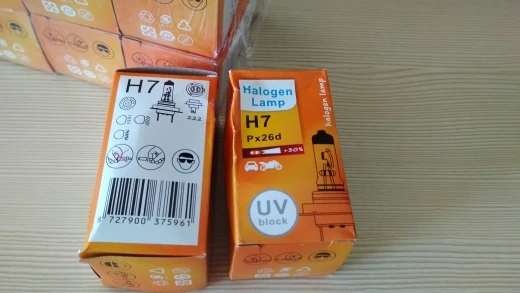 H7
222
5 727900 375961
Halogen
Lamp
H7
Px26d
+30%
UV
block
halogen lamp